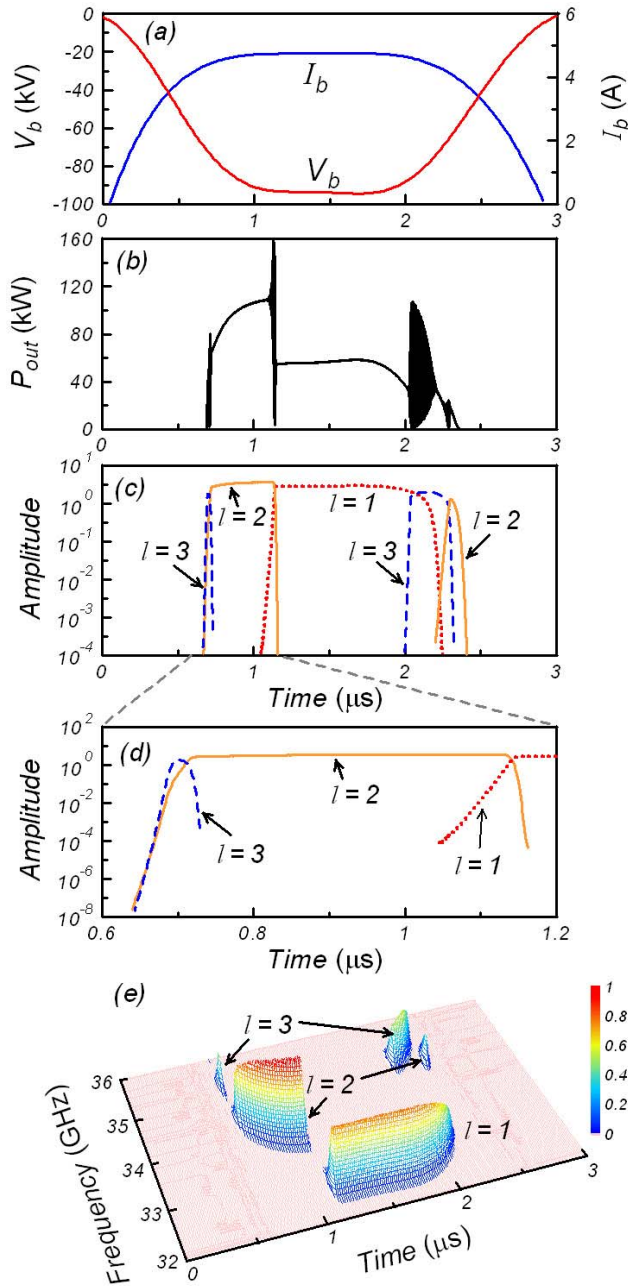 (a)
0
-20
-40
-60
-80
-100
V_b (kV)
6
4
2
0
I_b (A)
I_b
V_b
0 1 2 3
(b)
160
120
80
40
0
P_out (kW)
0 1 2 3
(c)
10^1
10^0
10^-1
10^-2
10^-3
10^-4
Amplitude
l = 2
l = 1
l = 3
l = 3
l = 2
0 1 2 3
Time (μs)
(d)
10^2
10^0
10^-2
10^-4
10^-6
10^-8
Amplitude
l = 2
l = 3
l = 1
0.6 0.8 1 1.2
Time (μs)
(e)
l = 3
l = 2
l = 1
1
0.8
0.6
0.4
0.2
0
36
35
34
33
32
Frequency (GHz)
0 1 2 3
Time (μs)